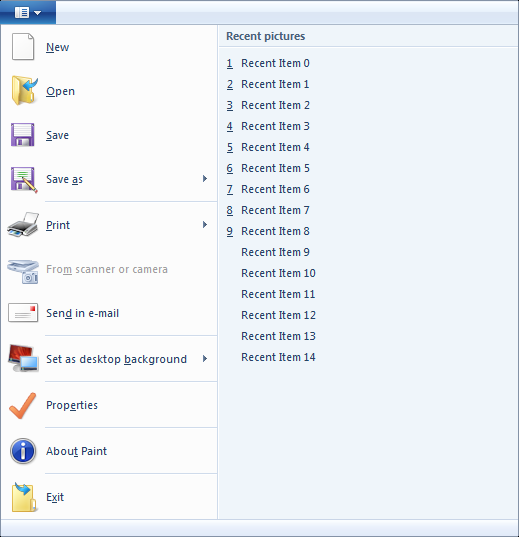 New
Open
Save
Save as
Print
From scanner or camera
Send in e-mail
Set as desktop background
Properties
About Paint
Exit
Recent pictures
1 Recent Item 0
2 Recent Item 1
3 Recent Item 2
4 Recent Item 3
5 Recent Item 4
6 Recent Item 5
7 Recent Item 6
8 Recent Item 7
9 Recent Item 8
Recent Item 9
Recent Item 10
Recent Item 11
Recent Item 12
Recent Item 13
Recent Item 14